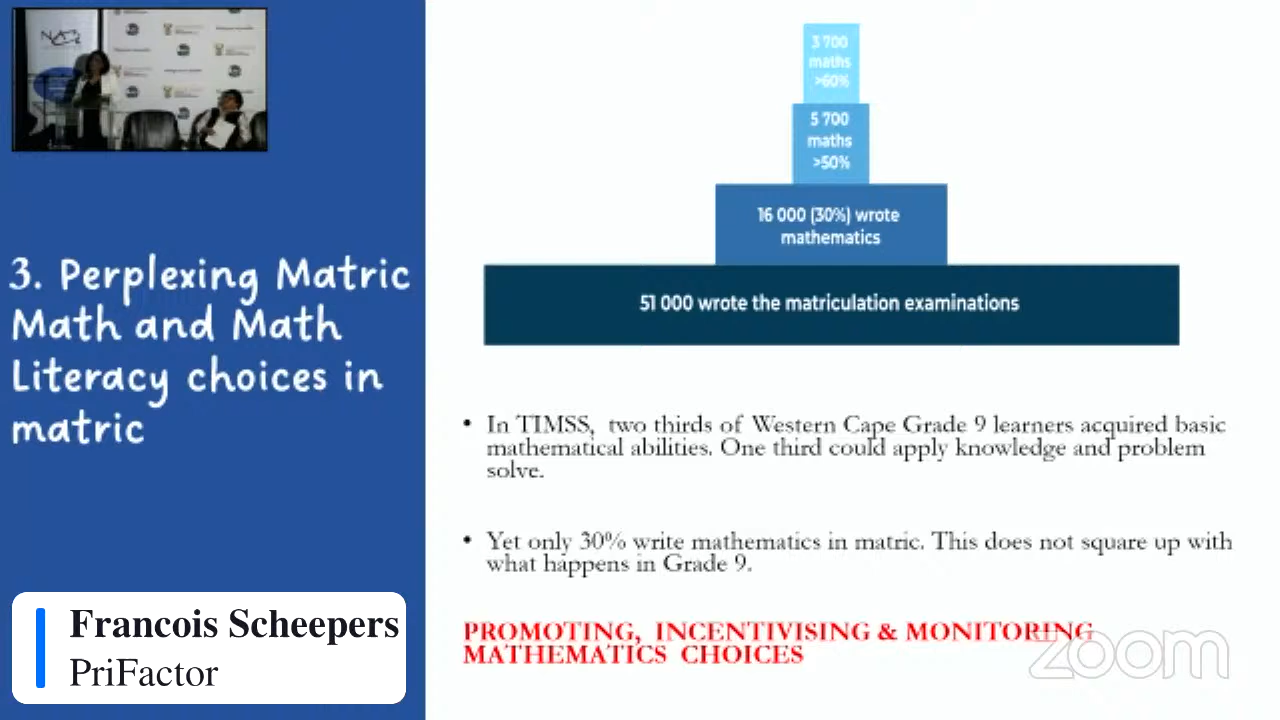 3. Perplexing Matric
Math and Math
Literacy choices in
matric
Francois Scheepers
PriFactor
3 700
maths
>60%
5 700
maths
>50%
16 000 (30%) wrote
mathematics
51 000 wrote the matriculation examinations
• In TIMSS, two thirds of Western Cape Grade 9 learners acquired basic
mathematical abilities. One third could apply knowledge and problem
solve.
• Yet only 30% write mathematics in matric. This does not square up with
what happens in Grade 9.
PROMOTING, INCENTIVISING & MONITORING
MATHEMATICS CHOICES
zoom